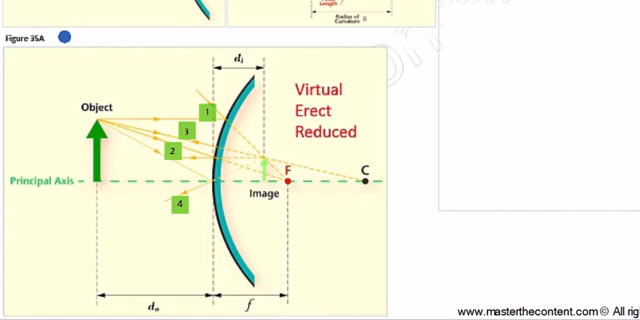 Length f
Radius of
Curvature R
Figure 35A
di
Object
Virtual
Erect
Reduced
1
3
2
F
C
Principal Axis
Image
4
do
f
www.masterthecontent.com © All rig